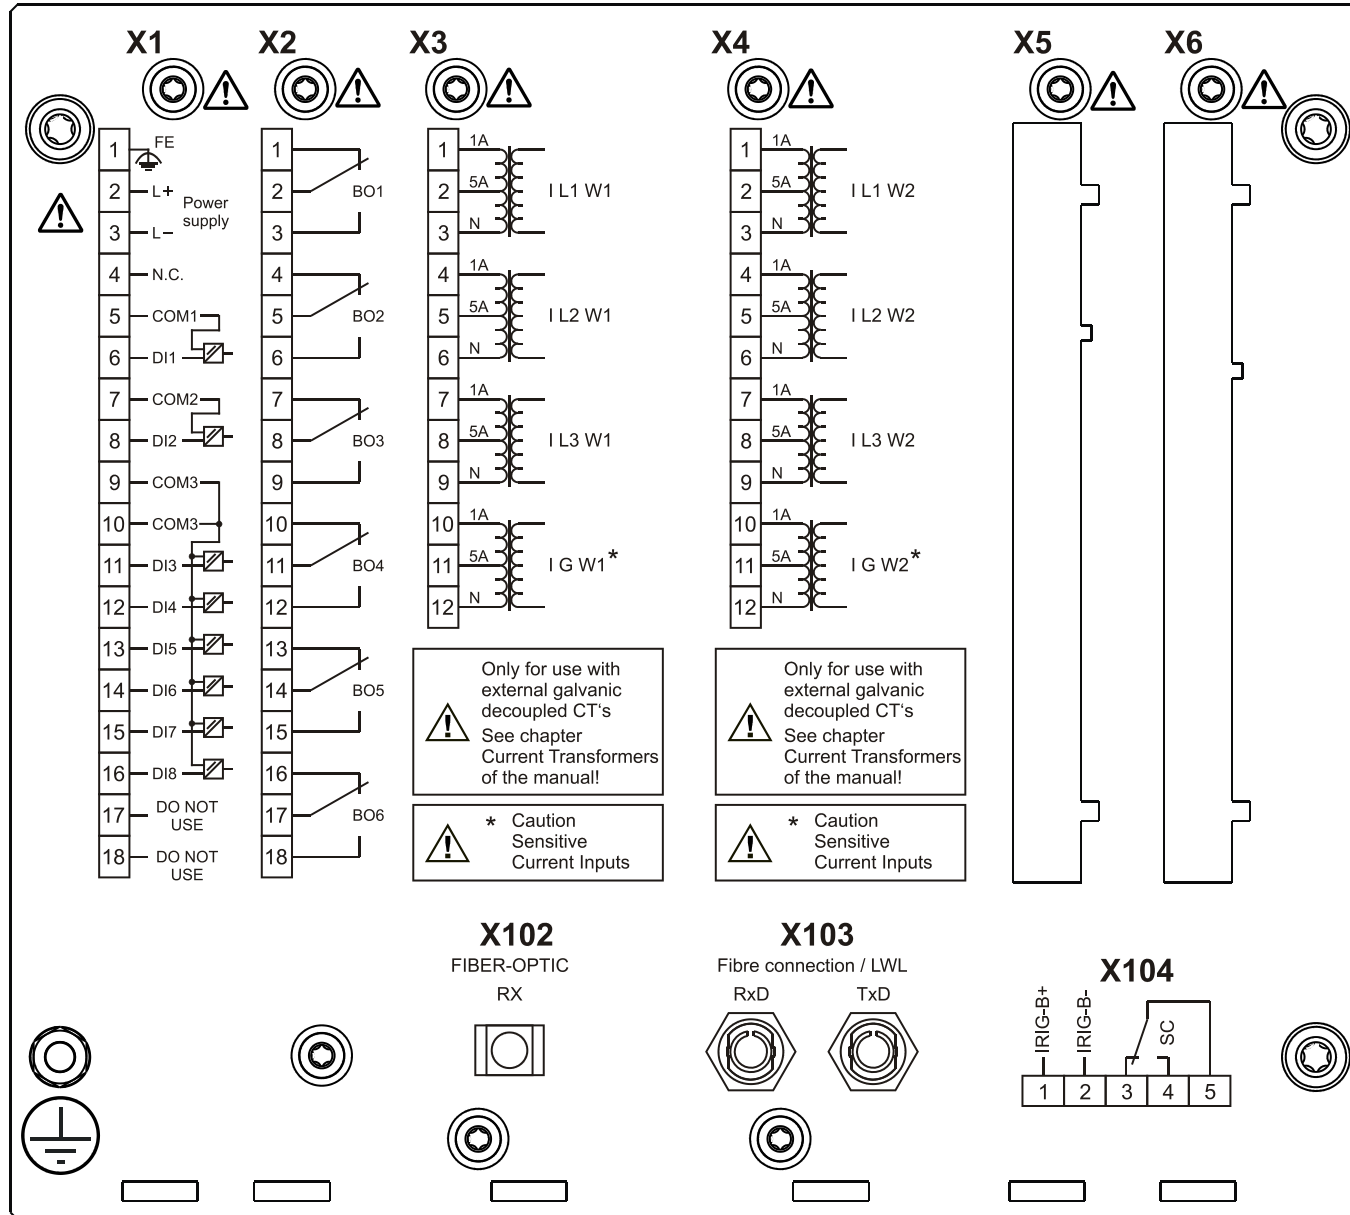 X1
X2
X3
X4
X5
X6
1 FE
2 L+
Power
supply
3 L−
4 N.C.
5 COM1
6 DI1
7 COM2
8 DI2
9 COM3
10 COM3
11 DI3
12 DI4
13 DI5
14 DI6
15 DI7
16 DI8
17 DO NOT
USE
18 DO NOT
USE
1
2 BO1
3
4
5 BO2
6
7
8 BO3
9
10
11 BO4
12
13
14 BO5
15
16
17 BO6
18
1 1A
2 5A I L1 W1
3 N
4 1A
5 5A I L2 W1
6 N
7 1A
8 5A I L3 W1
9 N
10 1A
11 5A I G W1*
12 N
Only for use with
external galvanic
decoupled CT‘s
See chapter
Current Transformers
of the manual!
* Caution
Sensitive
Current Inputs
1 1A
2 5A I L1 W2
3 N
4 1A
5 5A I L2 W2
6 N
7 1A
8 5A I L3 W2
9 N
10 1A
11 5A I G W2*
12 N
Only for use with
external galvanic
decoupled CT‘s
See chapter
Current Transformers
of the manual!
* Caution
Sensitive
Current Inputs
X102
FIBER-OPTIC
RX
X103
Fibre connection / LWL
RxD TxD
X104
IRIG-B+
IRIG-B-
SC
1 2 3 4 5